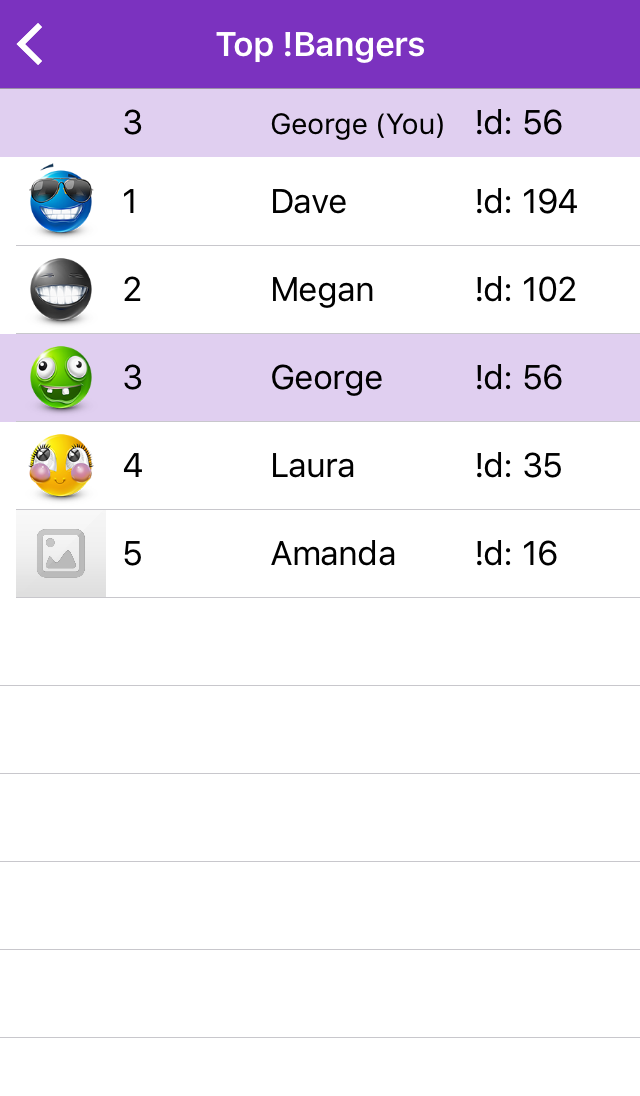 Top !Bangers
3 George (You) !d: 56
1 Dave !d: 194
2 Megan !d: 102
3 George !d: 56
4 Laura !d: 35
5 Amanda !d: 16